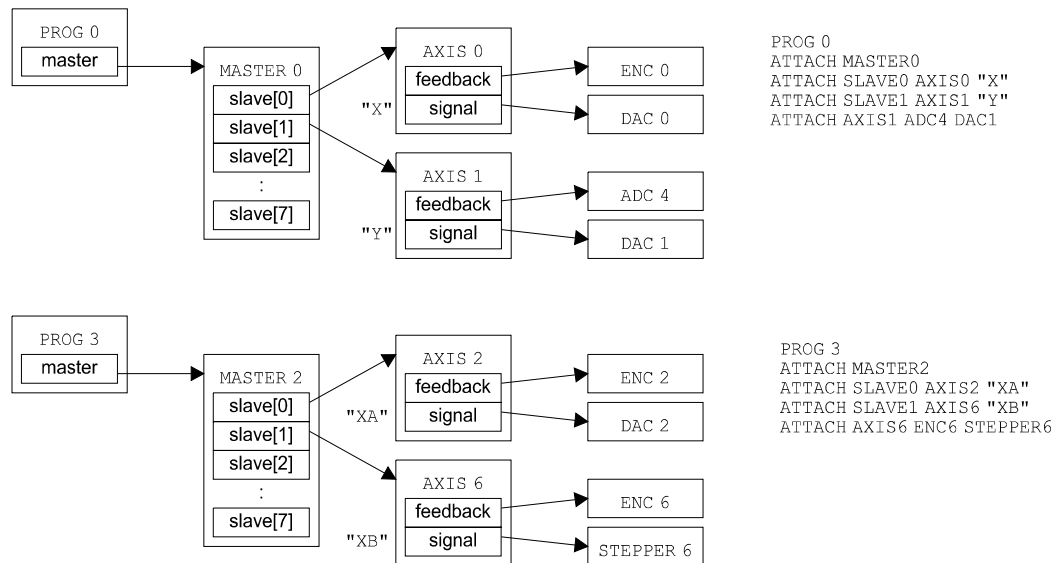 PROG 0
master
MASTER 0
slave[0]
slave[1]
slave[2]
:
slave[7]
AXIS 0
feedback
signal
"X"
ENC 0
DAC 0
AXIS 1
feedback
signal
"Y"
ADC 4
DAC 1
PROG 0
ATTACH MASTER0
ATTACH SLAVE0 AXIS0 "X"
ATTACH SLAVE1 AXIS1 "Y"
ATTACH AXIS1 ADC4 DAC1
PROG 3
master
MASTER 2
slave[0]
slave[1]
slave[2]
:
slave[7]
AXIS 2
feedback
signal
"XA"
ENC 2
DAC 2
AXIS 6
feedback
signal
"XB"
ENC 6
STEPPER 6
PROG 3
ATTACH MASTER2
ATTACH SLAVE0 AXIS2 "XA"
ATTACH SLAVE1 AXIS6 "XB"
ATTACH AXIS6 ENC6 STEPPER6